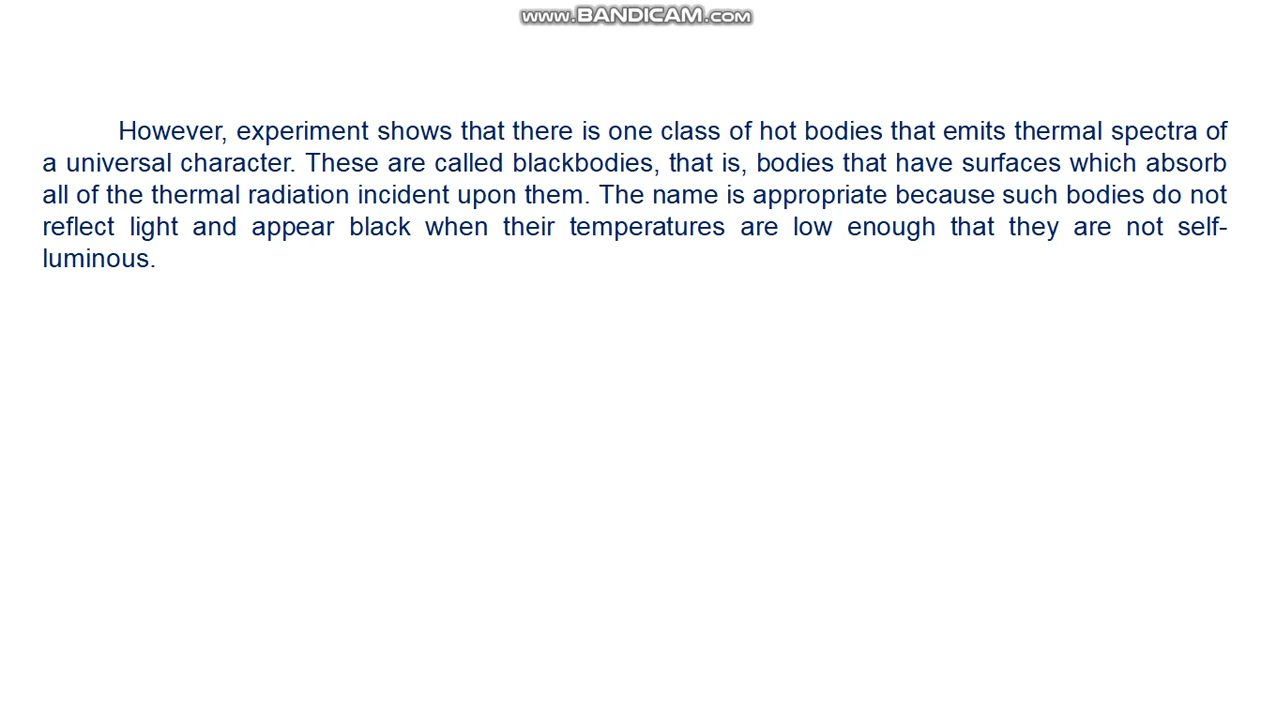 www.BANDICAM.com
However, experiment shows that there is one class of hot bodies that emits thermal spectra of
a universal character. These are called blackbodies, that is, bodies that have surfaces which absorb
all of the thermal radiation incident upon them. The name is appropriate because such bodies do not
reflect light and appear black when their temperatures are low enough that they are not self-
luminous.